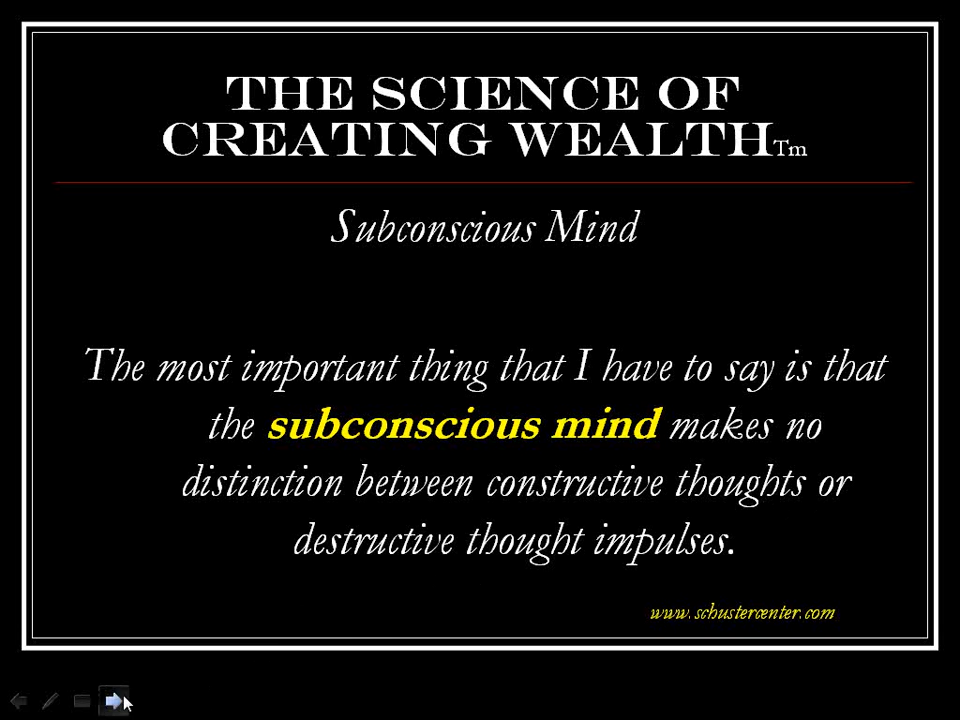 THE SCIENCE OF
CREATING WEALTHTm
Subconscious Mind
The most important thing that I have to say is that
the subconscious mind makes no
distinction between constructive thoughts or
destructive thought impulses.
www.schustercenter.com